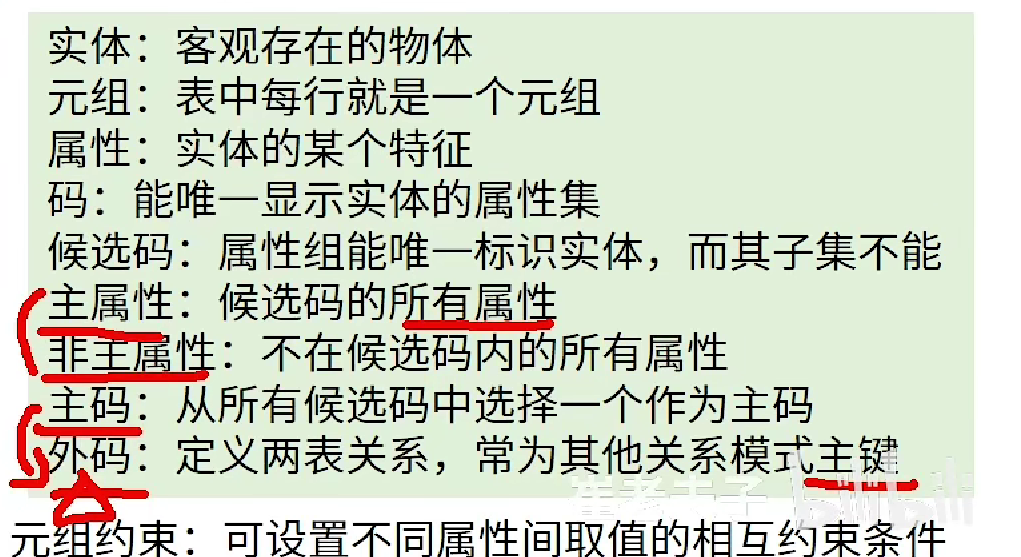 实体：客观存在的物体
元组：表中每行就是一个元组
属性：实体的某个特征
码：能唯一显示实体的属性集
候选码：属性组能唯一标识实体，而其子集不能
主属性：候选码的所有属性
非主属性：不在候选码内的所有属性
主码：从所有候选码中选择一个作为主码
外码：定义两表关系，常为其他关系模式主键
bilibili
元组约束：可设置不同属性间取值的相互约束条件